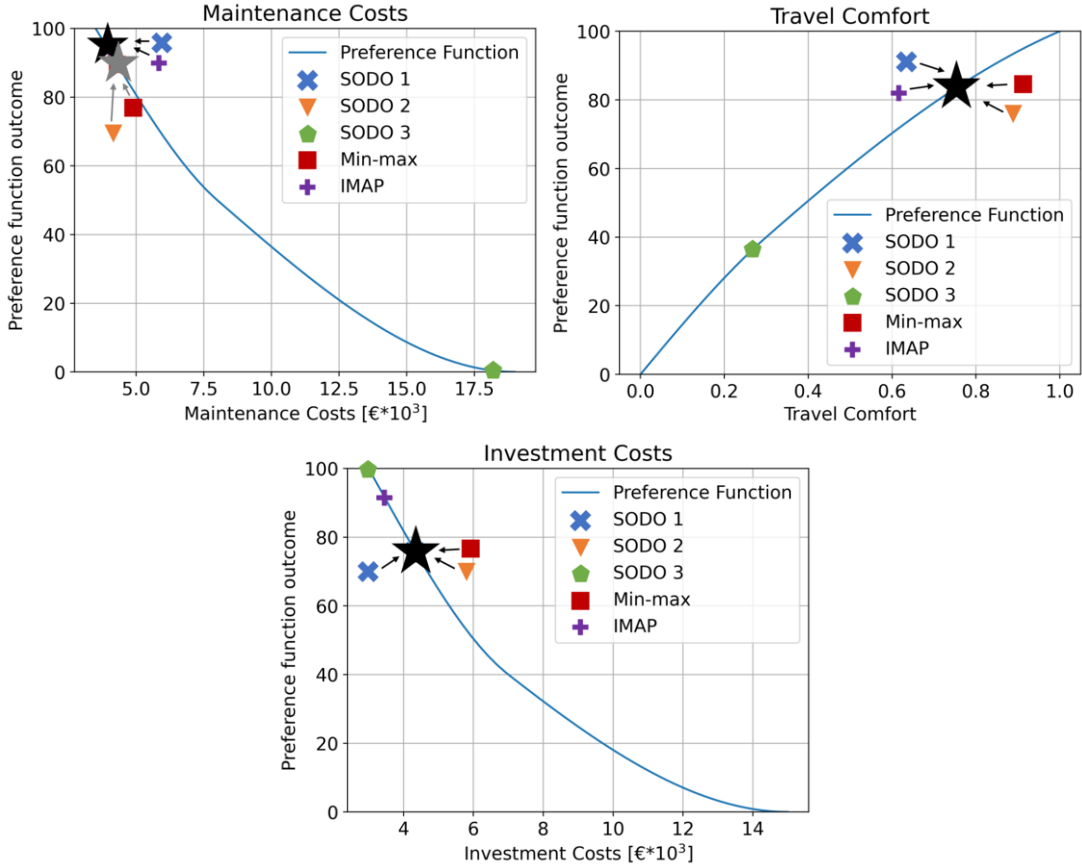 Maintenance Costs
Preference function outcome
100
80
60
40
20
0
5.0
7.5
10.0
12.5
15.0
17.5
Maintenance Costs [€*10³]
Preference Function
SODO 1
SODO 2
SODO 3
Min-max
IMAP
Travel Comfort
Preference function outcome
100
80
60
40
20
0
0.0
0.2
0.4
0.6
0.8
1.0
Travel Comfort
Preference Function
SODO 1
SODO 2
SODO 3
Min-max
IMAP
Investment Costs
Preference function outcome
100
80
60
40
20
0
4
6
8
10
12
14
Investment Costs [€*10³]
Preference Function
SODO 1
SODO 2
SODO 3
Min-max
IMAP